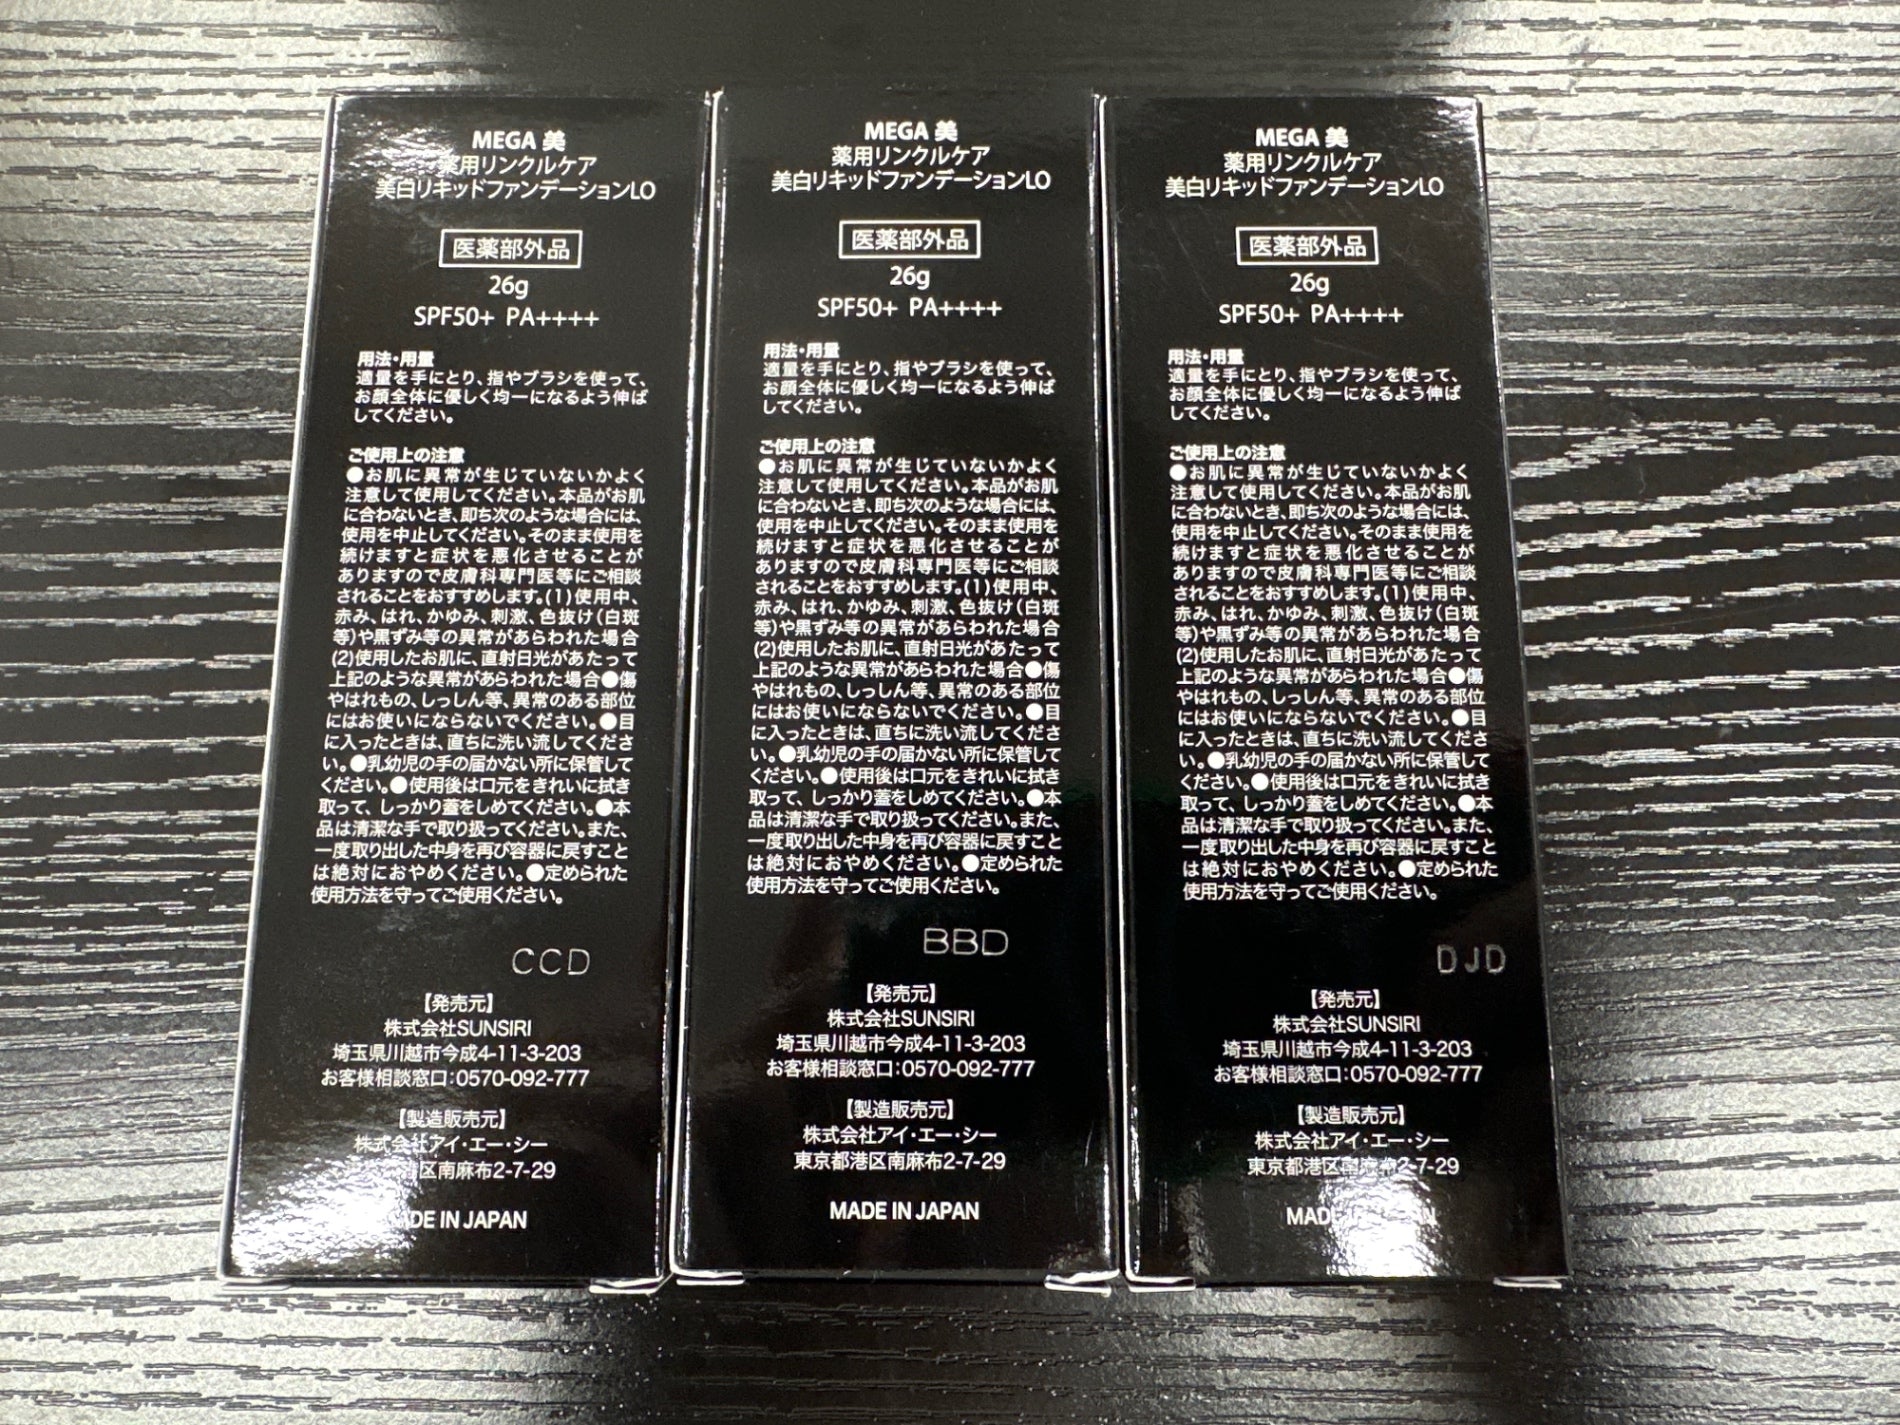 MEGA 美
薬用リンクルケア
美白リキッドファンデーションLO
医薬部外品
26g
SPF50+ PA++++
用法・用量
適量を手にとり、指やブラシを使って、
お顔全体に優しく均一になるよう伸ば
してください。
ご使用上の注意
●お肌に異常が生じていないかよく
注意して使用してください。本品がお肌
に合わないとき、即ち次のような場合には、
使用を中止してください。そのまま使用を
続けますと症状を悪化させることが
ありますので皮膚科専門医等にご相談
されることをおすすめします。(1)使用中、
赤み、はれ、かゆみ、刺激、色抜け(白斑
等)や黒ずみ等の異常があらわれた場合
(2)使用したお肌に、直射日光があたって
上記のような異常があらわれた場合●傷
やはれもの、しっしん等、異常のある部位
にはお使いにならないでください。●目
に入ったときは、直ちに洗い流してくださ
い。●乳幼児の手の届かない所に保管して
ください。●使用後は口元をきれいに拭き
取って、しっかり蓋をしめてください。●本
品は清潔な手で取り扱ってください。また、
一度取り出した中身を再び容器に戻すこと
は絶対におやめください。●定められた
使用方法を守ってご使用ください。
CCD
【発売元】
株式会社SUNSIRI
埼玉県川越市今成4-11-3-203
お客様相談窓口:0570-092-777
【製造販売元】
株式会社アイ・エー・シー
区南麻布2-7-29
DE IN JAPAN
MEGA 美
薬用リンクルケア
美白リキッドファンデーションLO
医薬部外品
26g
SPF50+ PA++++
用法・用量
適量を手にとり、指やブラシを使って、
お顔全体に優しく均一になるよう伸ば
してください。
ご使用上の注意
●お肌に異常が生じていないかよく
注意して使用してください。本品がお肌
に合わないとき、即ち次のような場合には、
使用を中止してください。そのまま使用を
続けますと症状を悪化させることが
ありますので皮膚科専門医等にご相談
されることをおすすめします。(1)使用中、
赤み、はれ、かゆみ、刺激、色抜け(白斑
等)や黒ずみ等の異常があらわれた場合
(2)使用したお肌に、直射日光があたって
上記のような異常があらわれた場合●傷
やはれもの、しっしん等、異常のある部位
にはお使いにならないでください。●目
に入ったときは、直ちに洗い流してくださ
い。●乳幼児の手の届かない所に保管して
ください。●使用後は口元をきれいに拭き
取って、しっかり蓋をしめてください。●本
品は清潔な手で取り扱ってください。また、
一度取り出した中身を再び容器に戻すこと
は絶対におやめください。●定められた
使用方法を守ってご使用ください。
BBD
【発売元】
株式会社SUNSIRI
埼玉県川越市今成4-11-3-203
お客様相談窓口:0570-092-777
【製造販売元】
株式会社アイ・エー・シー
東京都港区南麻布2-7-29
MADE IN JAPAN
MEGA 美
薬用リンクルケア
美白リキッドファンデーションLO
医薬部外品
26g
SPF50+ PA++++
用法・用量
適量を手にとり、指やブラシを使って、
お顔全体に優しく均一になるよう伸ば
してください。
ご使用上の注意
●お肌に異常が生じていないかよく
注意して使用してください。本品がお肌
に合わないとき、即ち次のような場合には、
使用を中止してください。そのまま使用を
続けますと症状を悪化させることが
ありますので皮膚科専門医等にご相談
されることをおすすめします。(1)使用中、
赤み、はれ、かゆみ、刺激、色抜け(白斑
等)や黒ずみ等の異常があらわれた場合
(2)使用したお肌に、直射日光があたって
上記のような異常があらわれた場合●傷
やはれもの、しっしん等、異常のある部位
にはお使いにならないでください。●目
に入ったときは、直ちに洗い流してくださ
い。●乳幼児の手の届かない所に保管して
ください。●使用後は口元をきれいに拭き
取って、しっかり蓋をしめてください。●本
品は清潔な手で取り扱ってください。また、
一度取り出した中身を再び容器に戻すこと
は絶対におやめください。●定められた
使用方法を守ってご使用ください。
DJD
【発売元】
株式会社SUNSIRI
埼玉県川越市今成4-11-3-203
お客様相談窓口:0570-092-777
【製造販売元】
株式会社アイ・エー・シー
東京都港区南麻布2-7-29